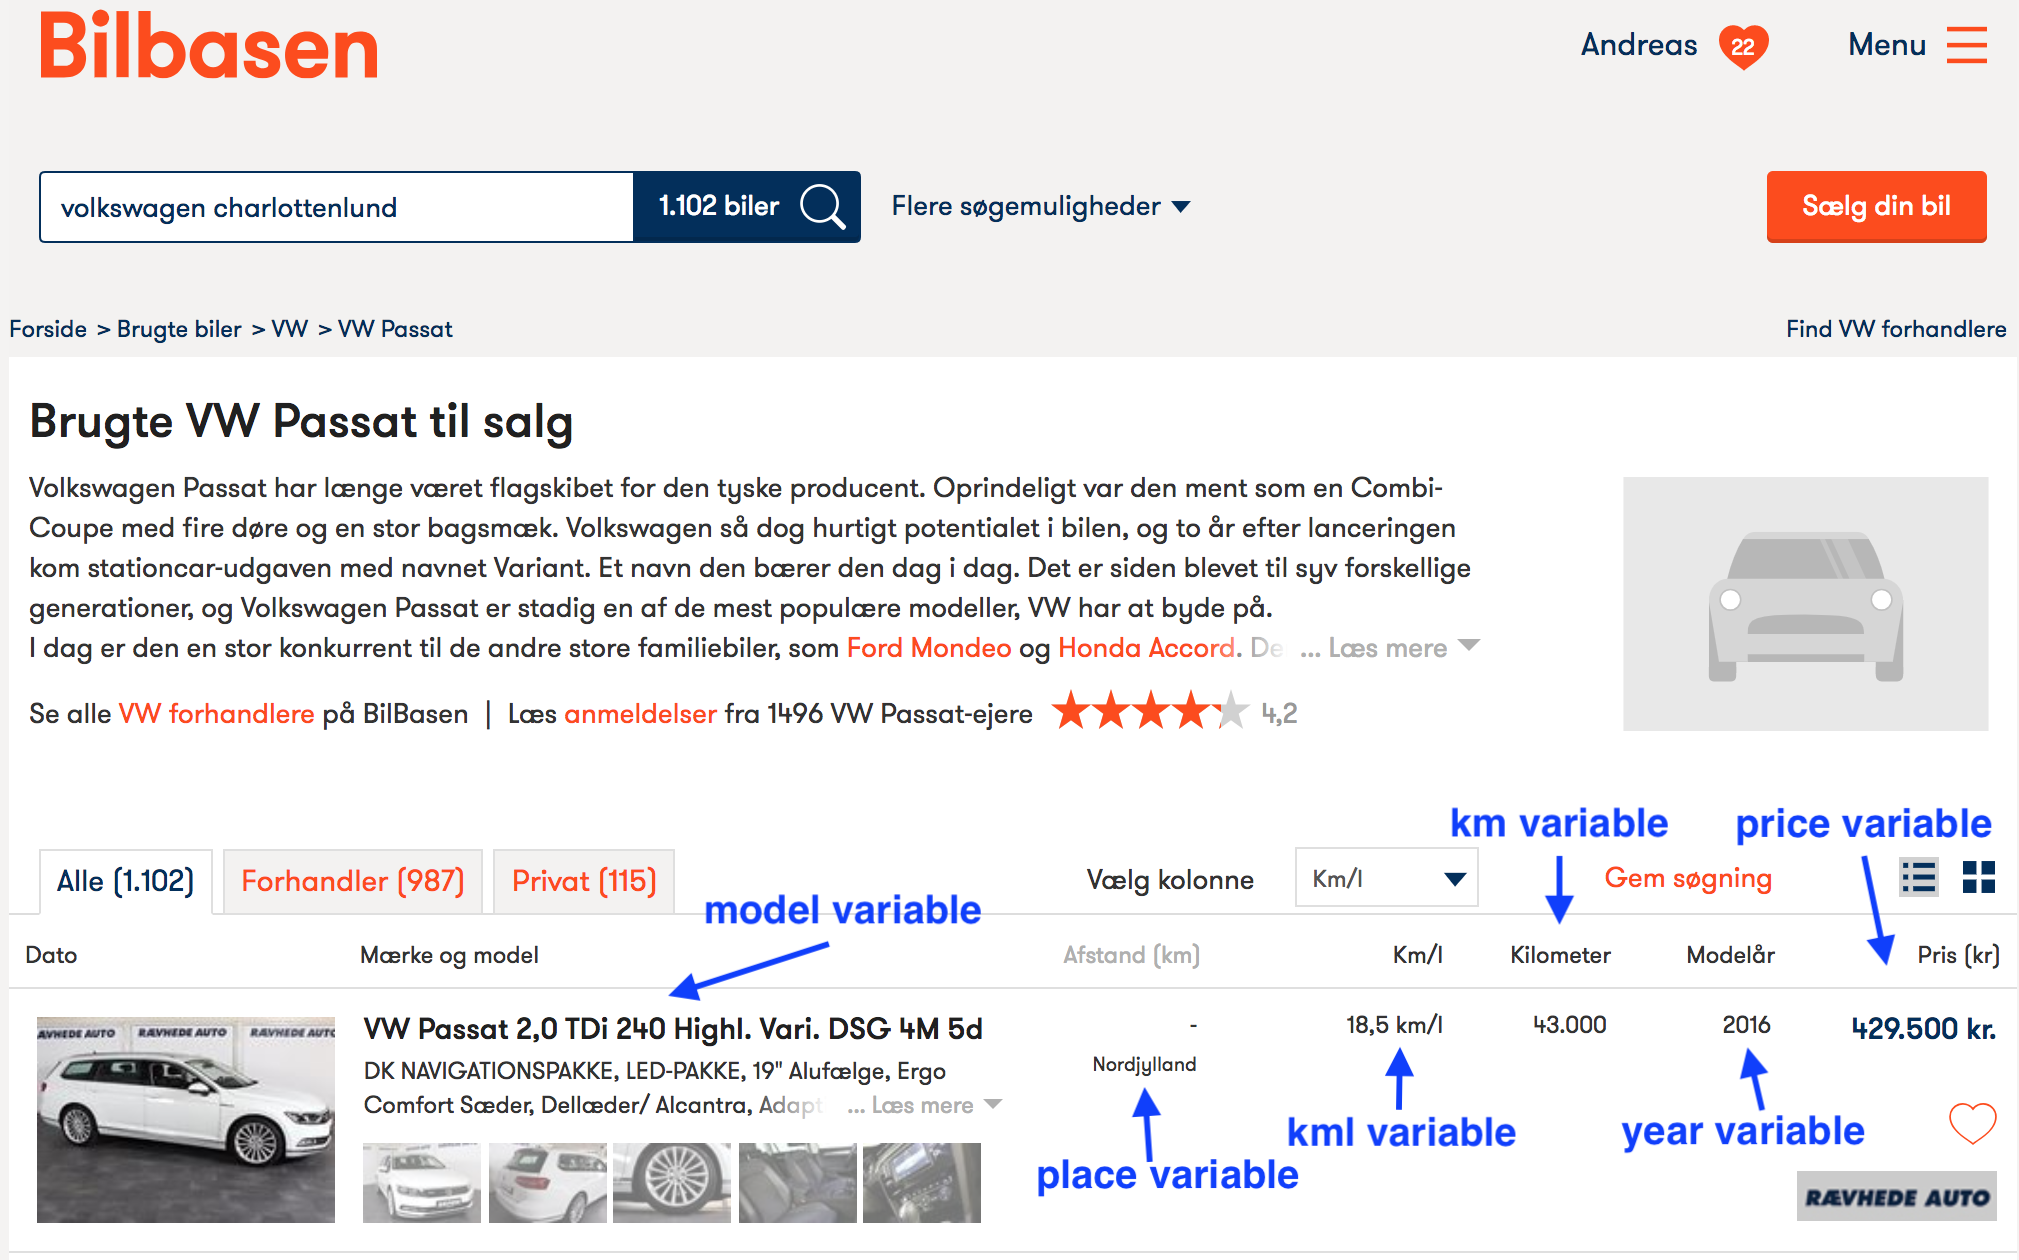 Bilbasen
Andreas 22 Menu
volkswagen charlottenlund 1.102 biler Flere søgemuligheder Sælg din bil
Forside > Brugte biler > VW > VW Passat Find VW forhandlere
Brugte VW Passat til salg
Volkswagen Passat har længe været flagskibet for den tyske producent. Oprindeligt var den ment som en Combi-
Coupe med fire døre og en stor bagsmæk. Volkswagen så dog hurtigt potentialet i bilen, og to år efter lanceringen
kom stationcar-udgaven med navnet Variant. Et navn den bærer den dag i dag. Det er siden blevet til syv forskellige
generationer, og Volkswagen Passat er stadig en af de mest populære modeller, VW har at byde på.
I dag er den en stor konkurrent til de andre store familiebiler, som Ford Mondeo og Honda Accord. De ... Læs mere
Se alle VW forhandlere på BilBasen | Læs anmeldelser fra 1496 VW Passat-ejere 4,2
km variable price variable
Alle (1.102) Forhandler (987) Privat (115) Vælg kolonne Km/l Gem søgning
model variable
Dato Mærke og model Afstand (km) Km/l Kilometer Modelår Pris (kr)
VW Passat 2,0 TDi 240 Highl. Vari. DSG 4M 5d - 18,5 km/l 43.000 2016 429.500 kr.
AVHEDE AUTO RÆVHEDE AUTO RÆVHEDE AUTO
DK NAVIGATIONSPAKKE, LED-PAKKE, 19" Alufælge, Ergo Nordjylland
Comfort Sæder, Dellæder/ Alcantra, Adapt ... Læs mere
kml variable year variable
place variable
RÆVHEDE AUTO